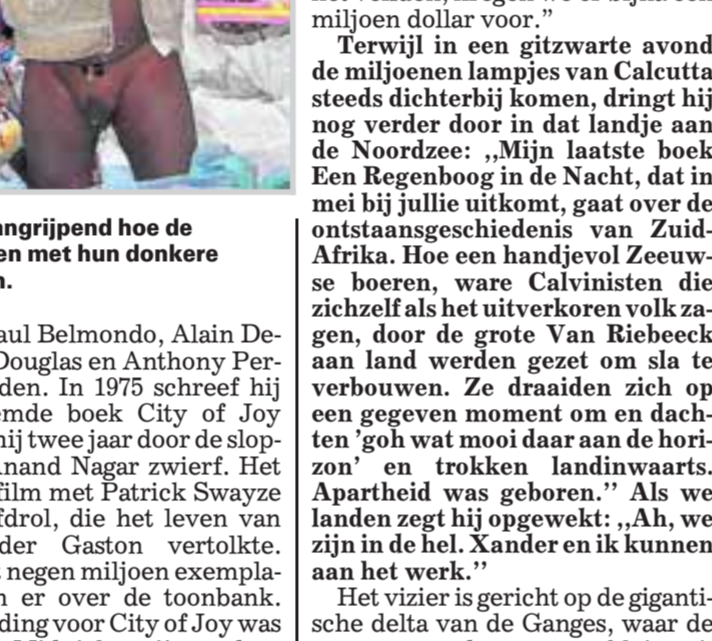 angrijpend hoe de
en met hun donkere
n.
aul Belmondo, Alain De-
Douglas en Anthony Per-
den. In 1975 schreef hij
emde boek City of Joy
hij twee jaar door de slop-
nand Nagar zwierf. Het
film met Patrick Swayze
fdrol, die het leven van
der Gaston vertolkte.
t negen miljoen exempla-
n er over de toonbank.
ding voor City of Joy was
miljoen dollar voor.”
Terwijl in een gitzwarte avond
de miljoenen lampjes van Calcutta
steeds dichterbij komen, dringt hij
nog verder door in dat landje aan
de Noordzee: „Mijn laatste boek
Een Regenboog in de Nacht, dat in
mei bij jullie uitkomt, gaat over de
ontstaansgeschiedenis van Zuid-
Afrika. Hoe een handjevol Zeeuw-
se boeren, ware Calvinisten die
zichzelf als het uitverkoren volk za-
gen, door de grote Van Riebeeck
aan land werden gezet om sla te
verbouwen. Ze draaiden zich op
een gegeven moment om en dach-
ten ’goh wat mooi daar aan de hori-
zon’ en trokken landinwaarts.
Apartheid was geboren.” Als we
landen zegt hij opgewekt: „Ah, we
zijn in de hel. Xander en ik kunnen
aan het werk.”
Het vizier is gericht op de giganti-
sche delta van de Ganges, waar de